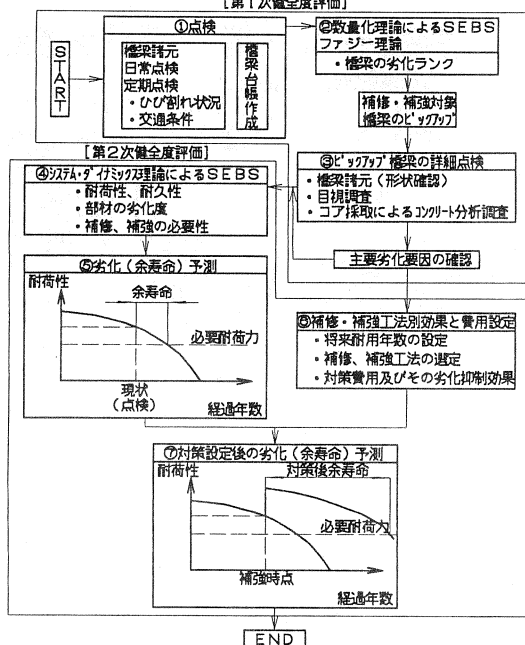 [第１次健全度評価]
START
①点検
橋梁諸元
日常点検
定期点検
・ひび割れ状況
・交通条件
橋梁台帳作成
②数量化理論によるＳＥＢＳ
ファジー理論
・橋梁の劣化ランク
補修・補強対象
橋梁のピックアップ
③ピックアップ橋梁の詳細点検
・橋梁諸元（形状確認）
・目視調査
・コア採取によるコンクリート分析調査
主要劣化要因の確認
[第２次健全度評価]
④システム・ダイナミックス理論によるＳＥＢＳ
・耐荷性、耐久性
・部材の劣化度
・補修、補強の必要性
⑤劣化（余寿命）予測
耐荷性
余寿命
必要耐荷力
現状
（点検）
経過年数
⑥補修・補強工法別効果と費用設定
・将来耐用年数の設定
・補修、補強工法の選定
・対策費用及びその劣化抑制効果
⑦対策設定後の劣化（余寿命）予測
耐荷性
対策後余寿命
必要耐荷力
補強時点
経過年数
END